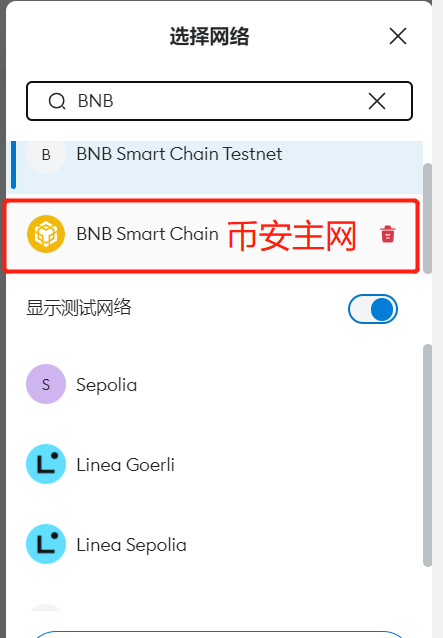 选择网络
BNB
B BNB Smart Chain Testnet
BNB Smart Chain 币安主网
显示测试网络
S Sepolia
L Linea Goerli
L Linea Sepolia